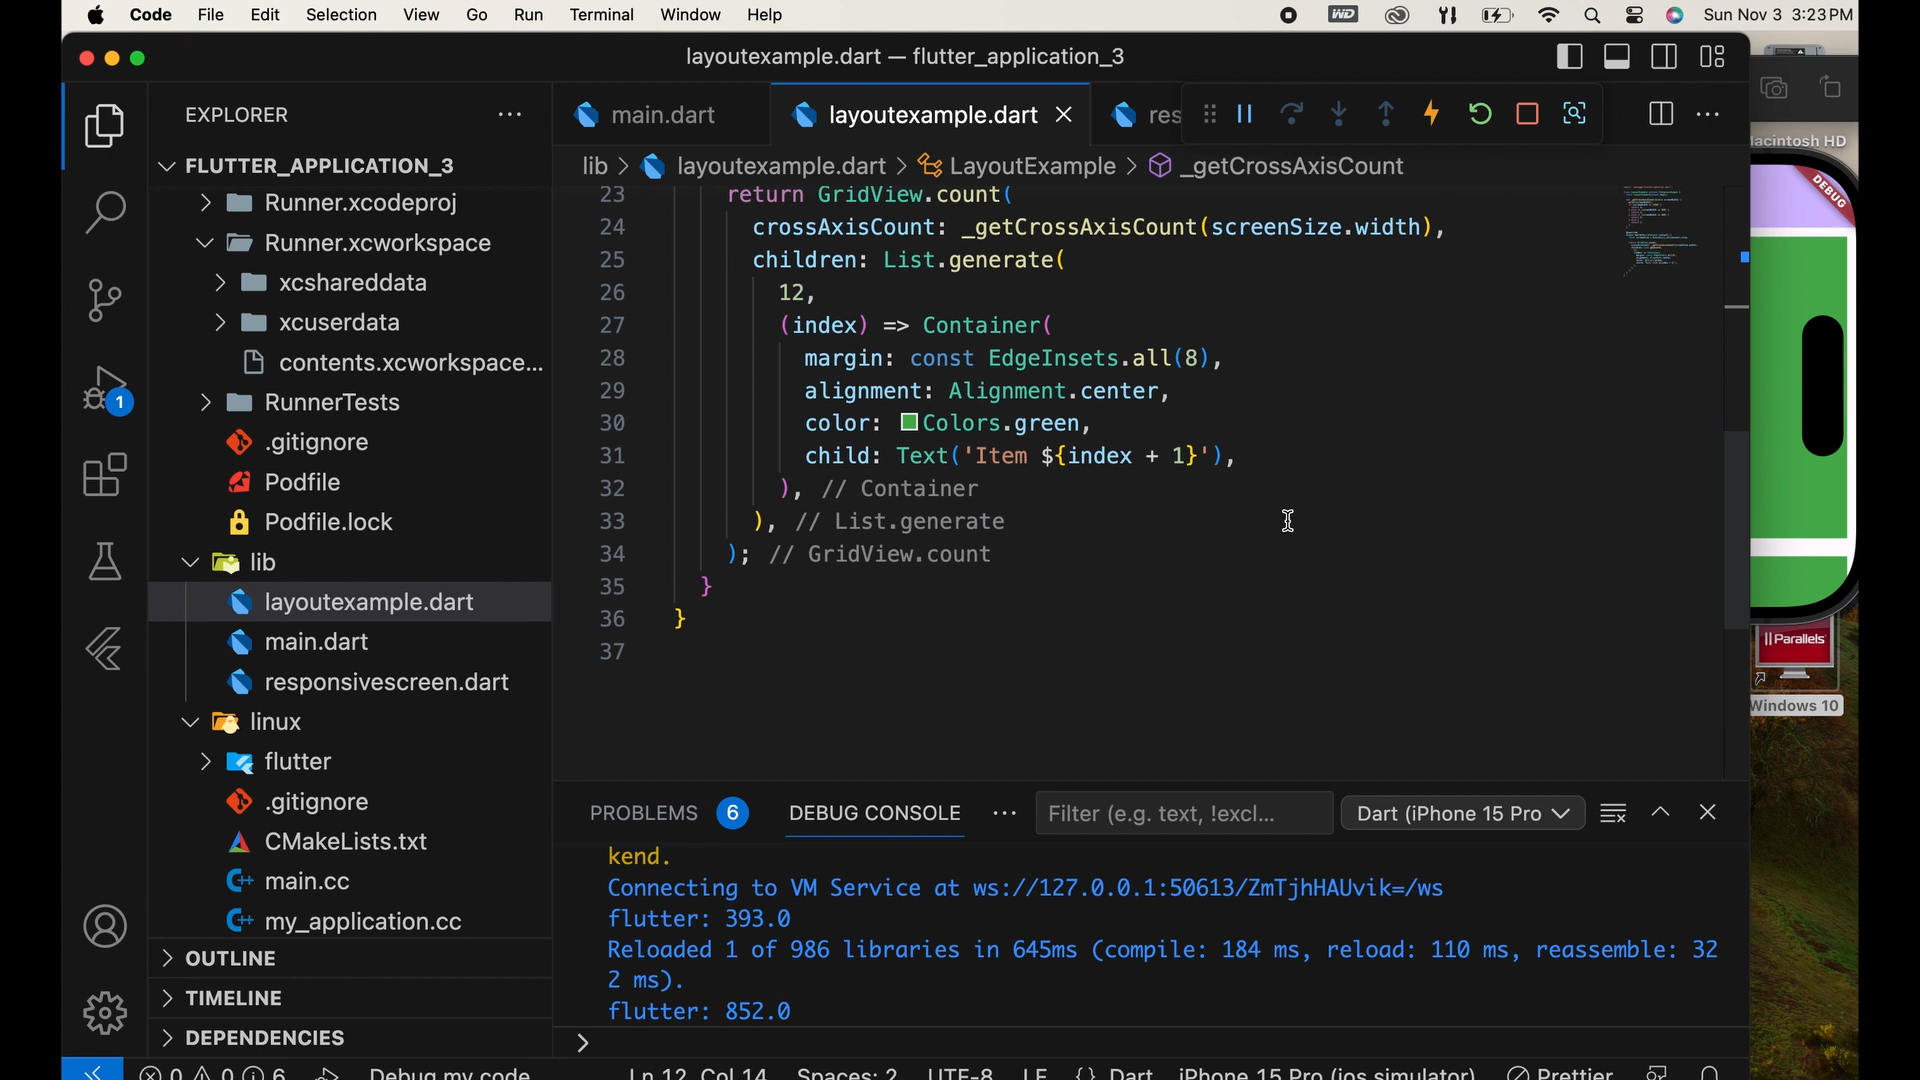 Code File Edit Selection View Go Run Terminal Window Help WD Sun Nov 3 3:23 PM
layoutexample.dart — flutter_application_3
EXPLORER
main.dart layoutexample.dart res
Macintosh HD
FLUTTER_APPLICATION_3
lib > layoutexample.dart > LayoutExample > _getCrossAxisCount
DEBUG
Runner.xcodeproj
Runner.xcworkspace
xcshareddata
xcuserdata
contents.xcworkspace...
RunnerTests
.gitignore
Podfile
Podfile.lock
lib
layoutexample.dart
main.dart
responsivescreen.dart
linux
flutter
.gitignore
CMakeLists.txt
main.cc
my_application.cc
OUTLINE
TIMELINE
DEPENDENCIES
1
23 return GridView.count(
24 crossAxisCount: _getCrossAxisCount(screenSize.width),
25 children: List.generate(
26 12,
27 (index) => Container(
28 margin: const EdgeInsets.all(8),
29 alignment: Alignment.center,
30 color: Colors.green,
31 child: Text('Item ${index + 1}'),
32 ), // Container
33 ), // List.generate
34 ); // GridView.count
35 }
36 }
37
|| Parallels
Windows 10
PROBLEMS 6 DEBUG CONSOLE ... Filter (e.g. text, !excl... Dart (iPhone 15 Pro
kend.
Connecting to VM Service at ws://127.0.0.1:50613/ZmTjhHAUvik=/ws
flutter: 393.0
Reloaded 1 of 986 libraries in 645ms (compile: 184 ms, reload: 110 ms, reassemble: 32
2 ms).
flutter: 852.0
>
0 0 6 Debug my code Ln 12, Col 14 Spaces: 2 UTF-8 LF {} Dart iPhone 15 Pro (ios simulator) Prettier